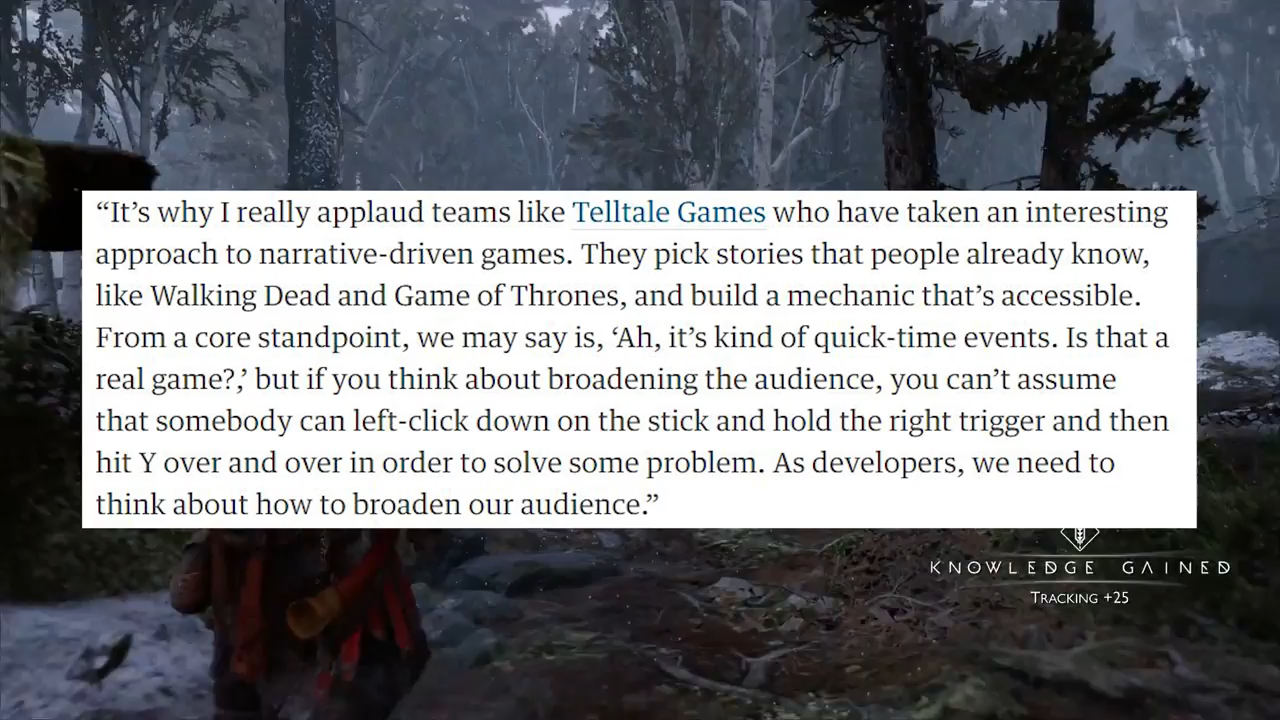 “It’s why I really applaud teams like Telltale Games who have taken an interesting
approach to narrative-driven games. They pick stories that people already know,
like Walking Dead and Game of Thrones, and build a mechanic that’s accessible.
From a core standpoint, we may say is, ‘Ah, it’s kind of quick-time events. Is that a
real game?,’ but if you think about broadening the audience, you can’t assume
that somebody can left-click down on the stick and hold the right trigger and then
hit Y over and over in order to solve some problem. As developers, we need to
think about how to broaden our audience.”
KNOWLEDGE GAINED
TRACKING +25